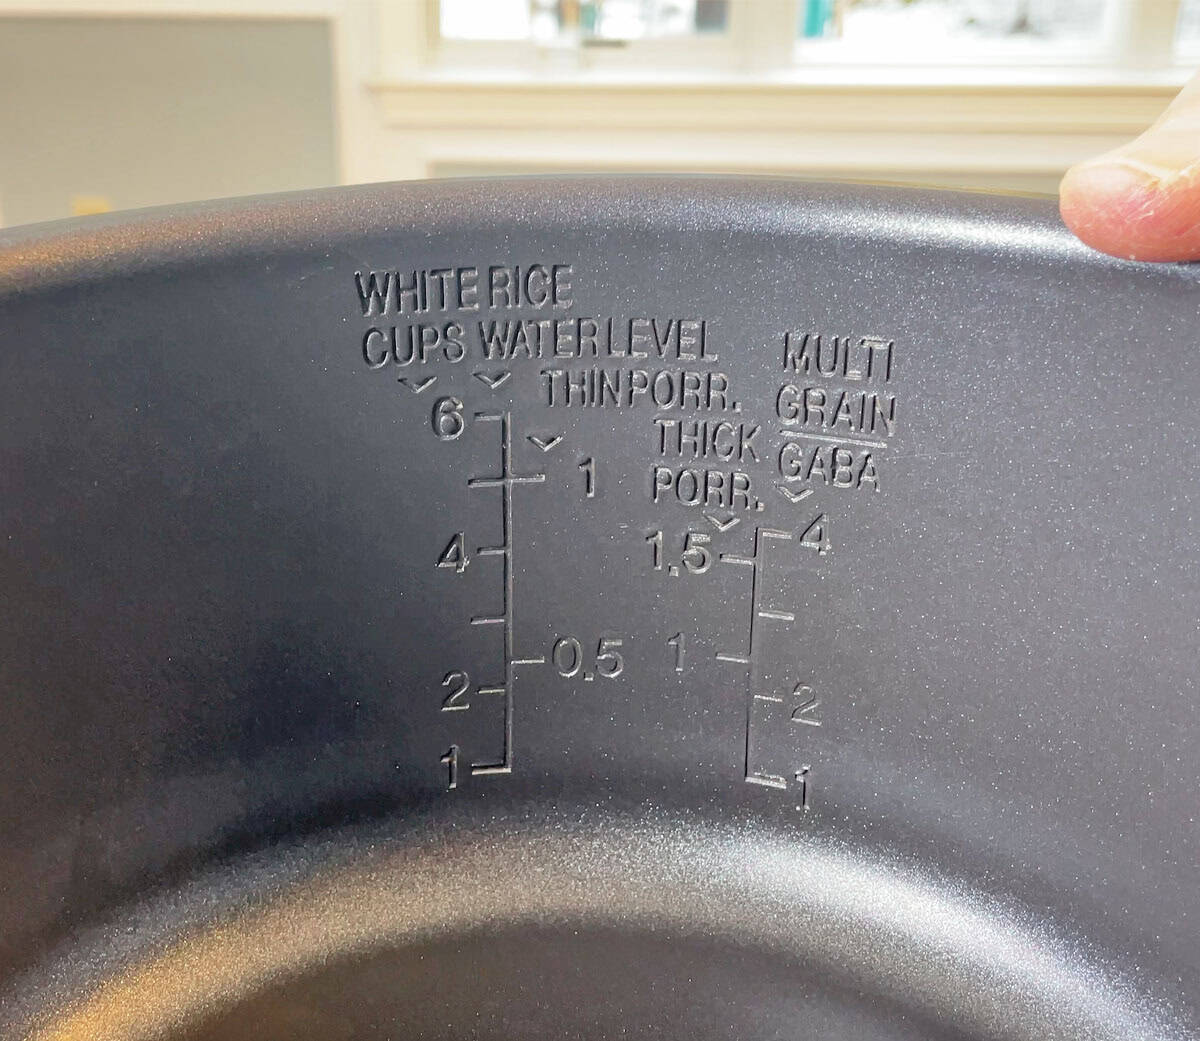 WHITE RICE
CUPS WATER LEVEL
THIN PORR.
MULTI
GRAIN
GABA
THICK
PORR.
6
1
4
0.5
2
1
1.5
4
1
2
1